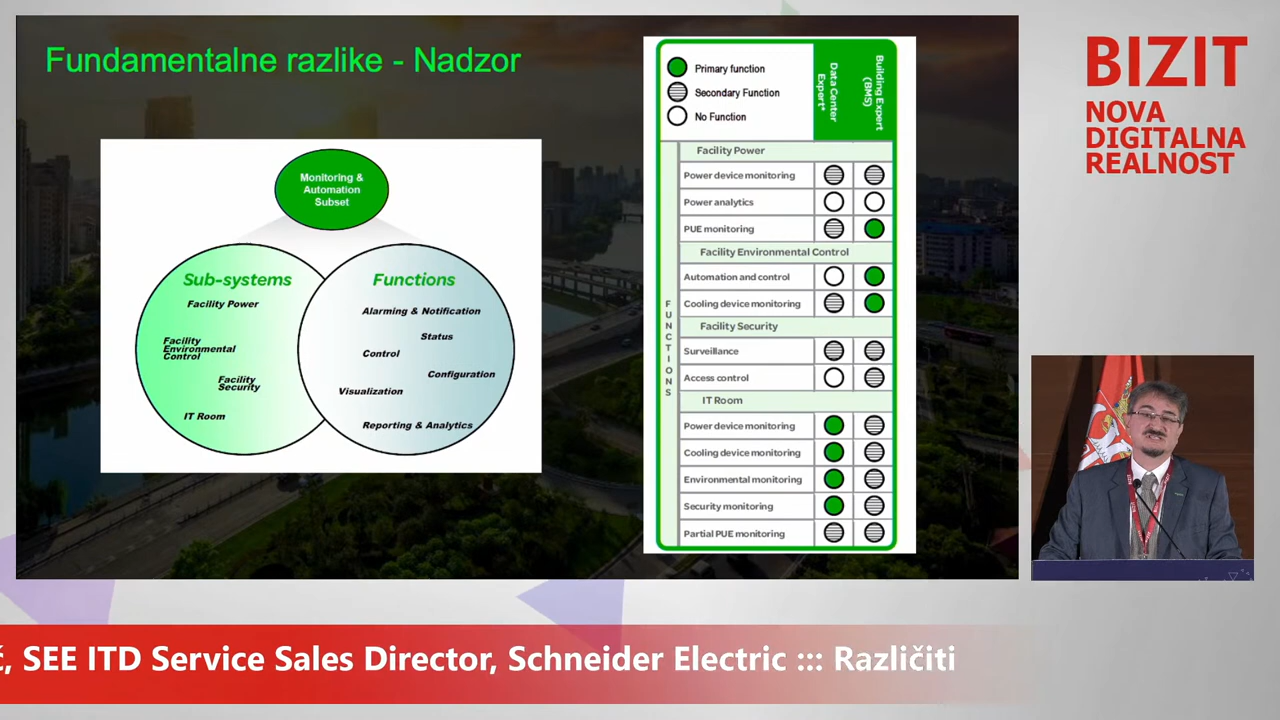 Fundamentalne razlike - Nadzor
Monitoring &
Automation
Subset
Sub-systems
Facility Power
Facility
Environmental
Control
Facility
Security
IT Room
Functions
Alarming & Notification
Status
Control
Configuration
Visualization
Reporting & Analytics
Primary function
Secondary Function
No Function
Data Center
Expert*
Building Expert
(BMS)
FUNCTIONS
Facility Power
Power device monitoring
Power analytics
PUE monitoring
Facility Environmental Control
Automation and control
Cooling device monitoring
Facility Security
Surveillance
Access control
IT Room
Power device monitoring
Cooling device monitoring
Environmental monitoring
Security monitoring
Partial PUE monitoring
BIZIT
NOVA
DIGITALNA
REALNOST
ć, SEE ITD Service Sales Director, Schneider Electric ::: Različiti